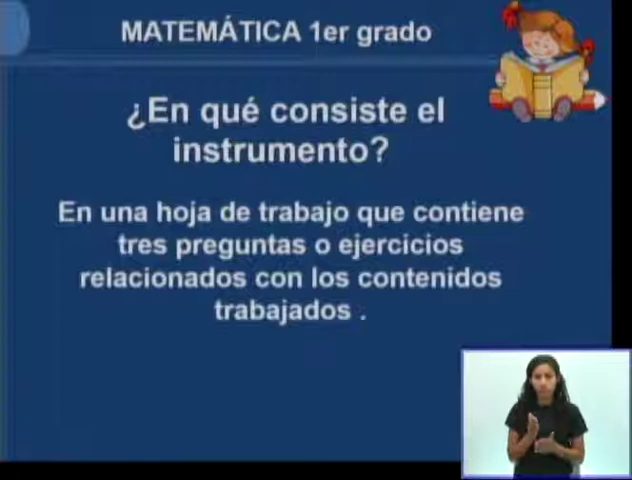 MATEMÁTICA 1er grado
¿En qué consiste el
instrumento?
En una hoja de trabajo que contiene
tres preguntas o ejercicios
relacionados con los contenidos
trabajados .